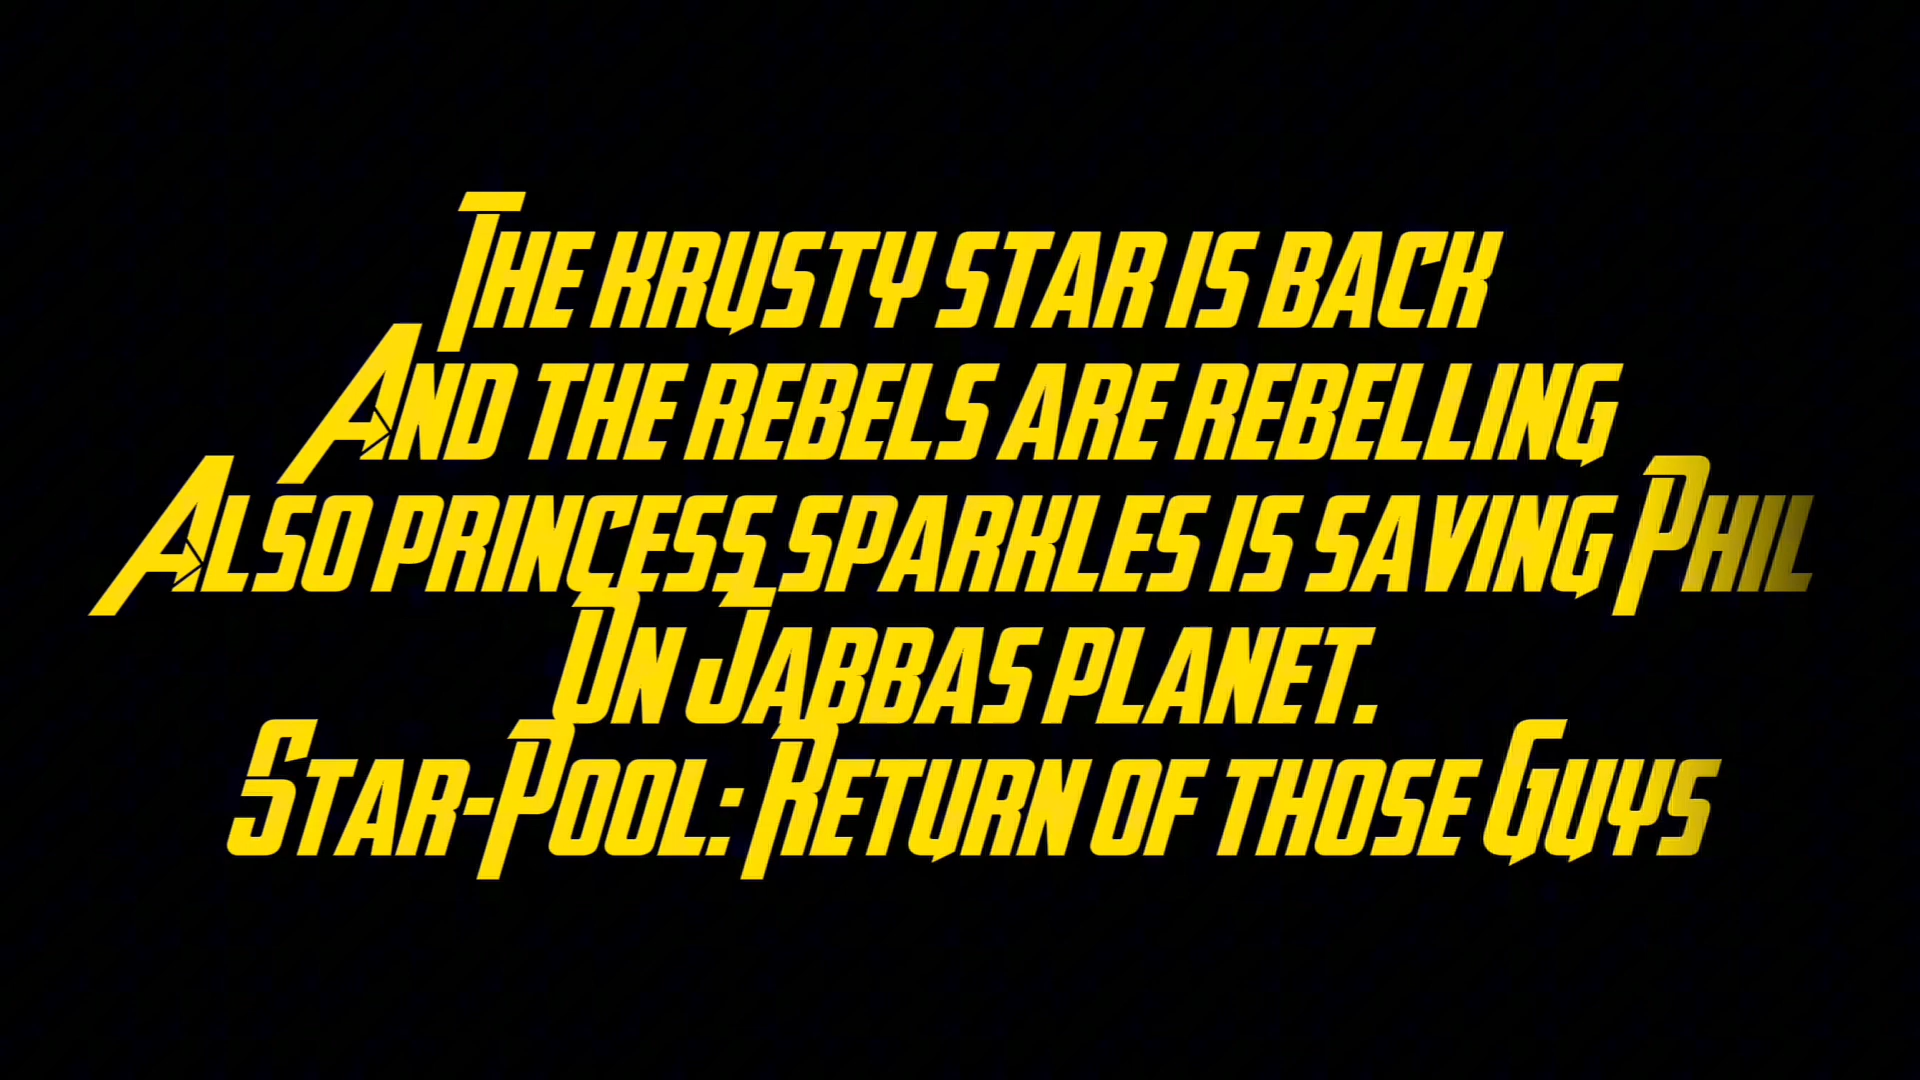 The krusty star is back
And the rebels are rebelling
Also princess sparkles is saving Phil
On Jabbas planet.
Star-Pool: Return of those Guys